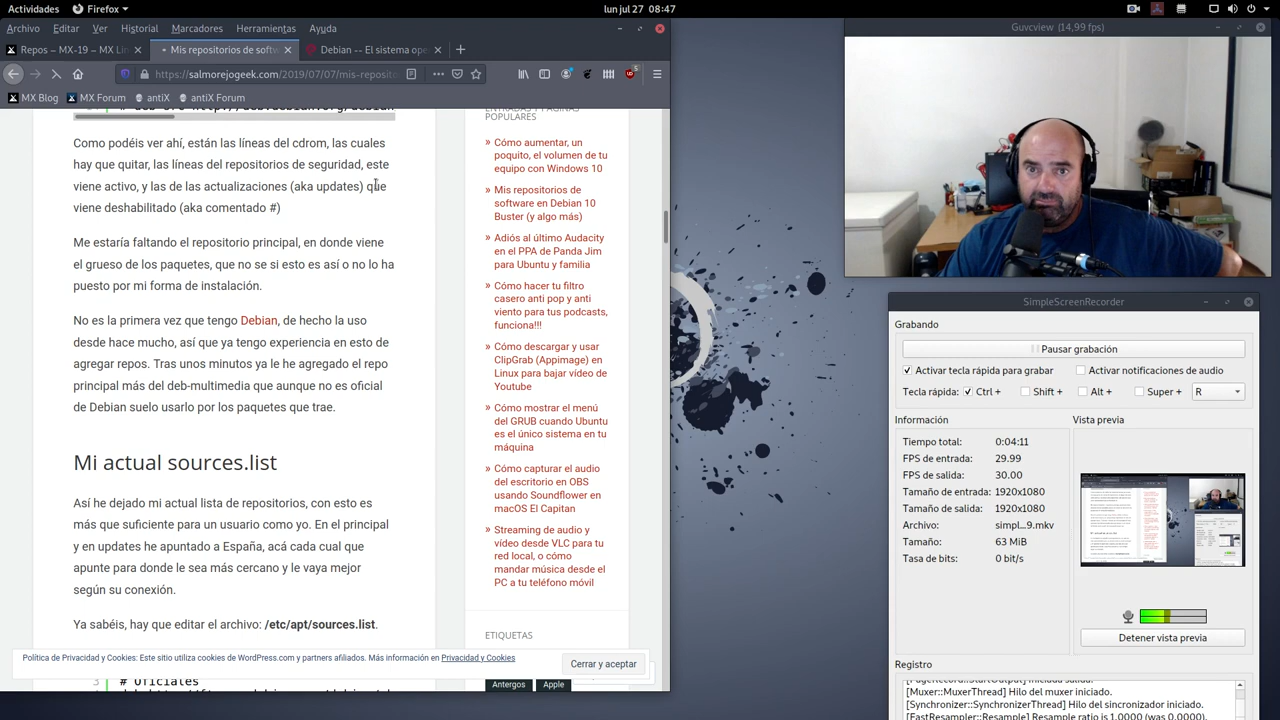 Actividades
Firefox
lun jul 27 08:47
Archivo Editar Ver Historial Marcadores Herramientas Ayuda
Repos – MX-19 — MX Li
Mis repositorios de softw
Debian -- El sistema ope
https://salmorejogeek.com/2019/07/07/mis-reposito
5
MX Blog MX Forum antiX antiX Forum
Como podéis ver ahí, están las líneas del cdrom, las cuales
hay que quitar, las líneas del repositorios de seguridad, este
viene activo, y las de las actualizaciones (aka updates) que
viene deshabilitado (aka comentado #)
Me estaría faltando el repositorio principal, en donde viene
el grueso de los paquetes, que no se si esto es así o no lo ha
puesto por mi forma de instalación.
No es la primera vez que tengo Debian, de hecho la uso
desde hace mucho, así que ya tengo experiencia en esto de
agregar repos. Tras unos minutos ya le he agregado el repo
principal más del deb-multimedia que aunque no es oficial
de Debian suelo usarlo por los paquetes que trae.
Mi actual sources.list
Así he dejado mi actual lista de repositorios, con esto es
más que suficiente para un usuario como yo. En el principal
y en updates he apuntado a España, acá cada cual que
apunte para donde le sea más cercano y le vaya mejor
según su conexión.
Ya sabéis, hay que editar el archivo: /etc/apt/sources.list.
3 # Oficiales
ENTRADAS Y PÁGINAS
POPULARES
» Cómo aumentar, un
poquito, el volumen de tu
equipo con Windows 10
» Mis repositorios de
software en Debian 10
Buster (y algo más)
» Adiós al último Audacity
en el PPA de Panda Jim
para Ubuntu y familia
» Cómo hacer tu filtro
casero anti pop y anti
viento para tus podcasts,
funciona!!!
» Cómo descargar y usar
ClipGrab (Appimage) en
Linux para bajar vídeo de
Youtube
» Cómo mostrar el menú
del GRUB cuando Ubuntu
es el único sistema en tu
máquina
» Cómo capturar el audio
del escritorio en OBS
usando Soundflower en
macOS El Capitan
» Streaming de audio y
vídeo desde VLC para tu
red local, o cómo
mandar música desde el
PC a tu teléfono móvil
ETIQUETAS
Antergos Apple
Política de Privacidad y Cookies: Este sitio utiliza cookies de WordPress.com y partners afiliados. Más información en Privacidad y Cookies
Cerrar y aceptar
Guvcview (14,99 fps)
SimpleScreenRecorder
Grabando
Pausar grabación
Activar tecla rápida para grabar
Activar notificaciones de audio
Tecla rápida: Ctrl + Shift + Alt + Super + R
Información
Tiempo total: 0:04:11
FPS de entrada: 29.99
FPS de salida: 30.00
Tamaño de entrada: 1920x1080
Tamaño de salida: 1920x1080
Archivo: simpl...9.mkv
Tamaño: 63 MiB
Tasa de bits: 0 bit/s
Vista previa
Detener vista previa
Registro
[PageRecord::StartOutput] Iniciada salida.
[Muxer::MuxerThread] Hilo del muxer iniciado.
[Synchronizer::SynchronizerThread] Hilo del sincronizador iniciado.
[FastResampler::Resample] Resample ratio is 1.0000 (was 0.0000).